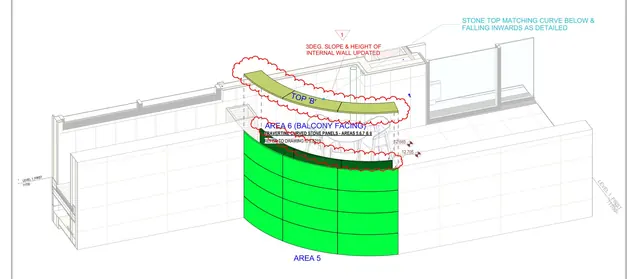 STONE TOP MATCHING CURVE BELOW &
FALLING INWARDS AS DETAILED
1
3DEG. SLOPE & HEIGHT OF
INTERNAL WALL UPDATED
TOP 'B'
AREA 6 (BALCONY FACING)
TRAVERTINE CURVED STOVE PANELS - AREAS 5,6,7 & 8
AREA 5